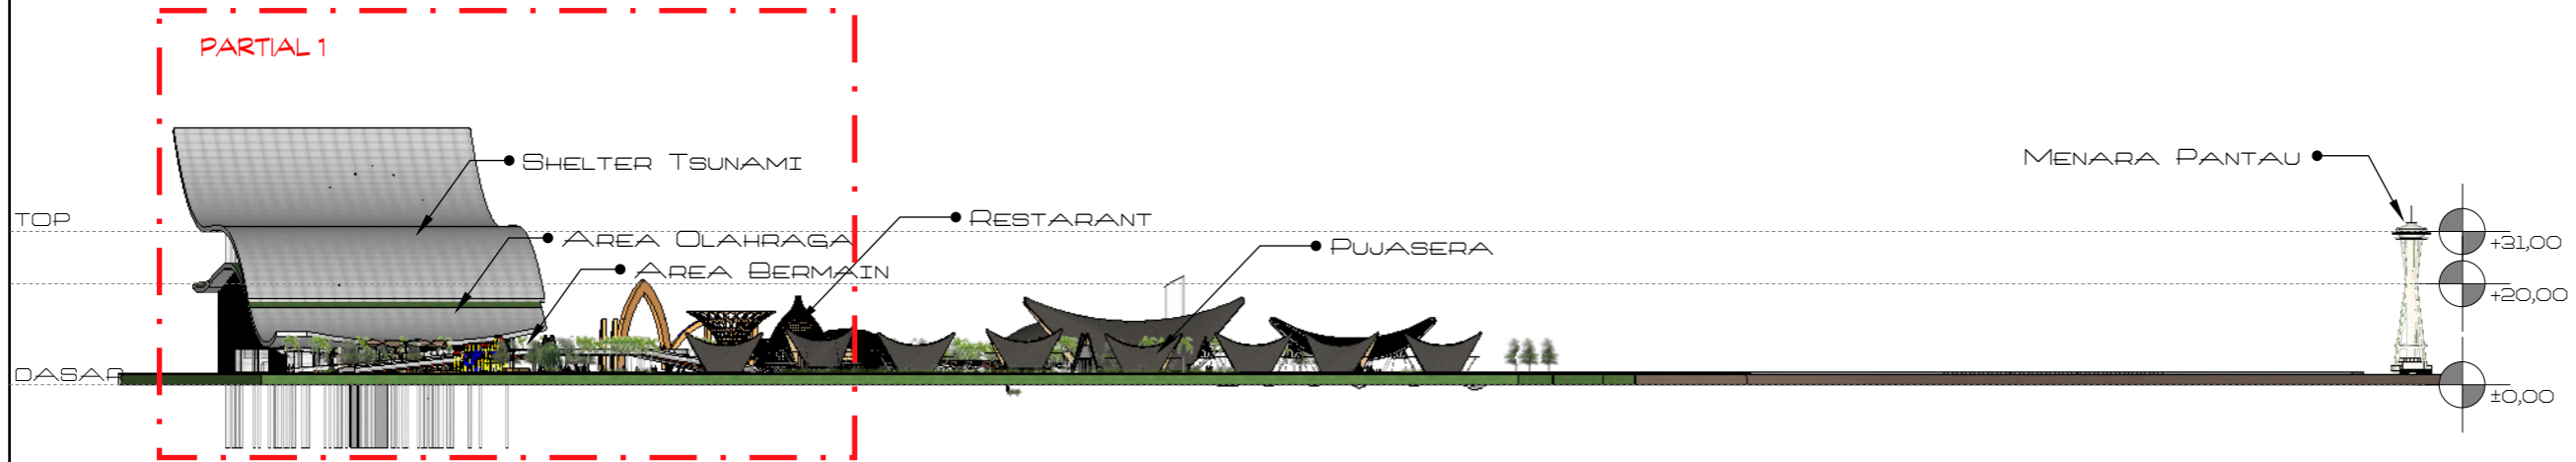 PARTIAL 1
SHELTER TSUNAMI
MENARA PANTAU
TOP
RESTARANT
AREA OLAHRAGA
PUJASERA
+31,00
AREA BERMAIN
+20,00
DASAR
±0,00